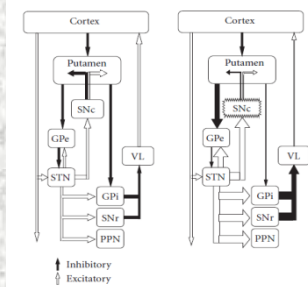 Cortex
Putamen
SNc
GPe
VL
STN
GPi
SNr
PPN
Inhibitory
Excitatory
Cortex
Putamen
SNc
GPe
VL
STN
GPi
SNr
PPN